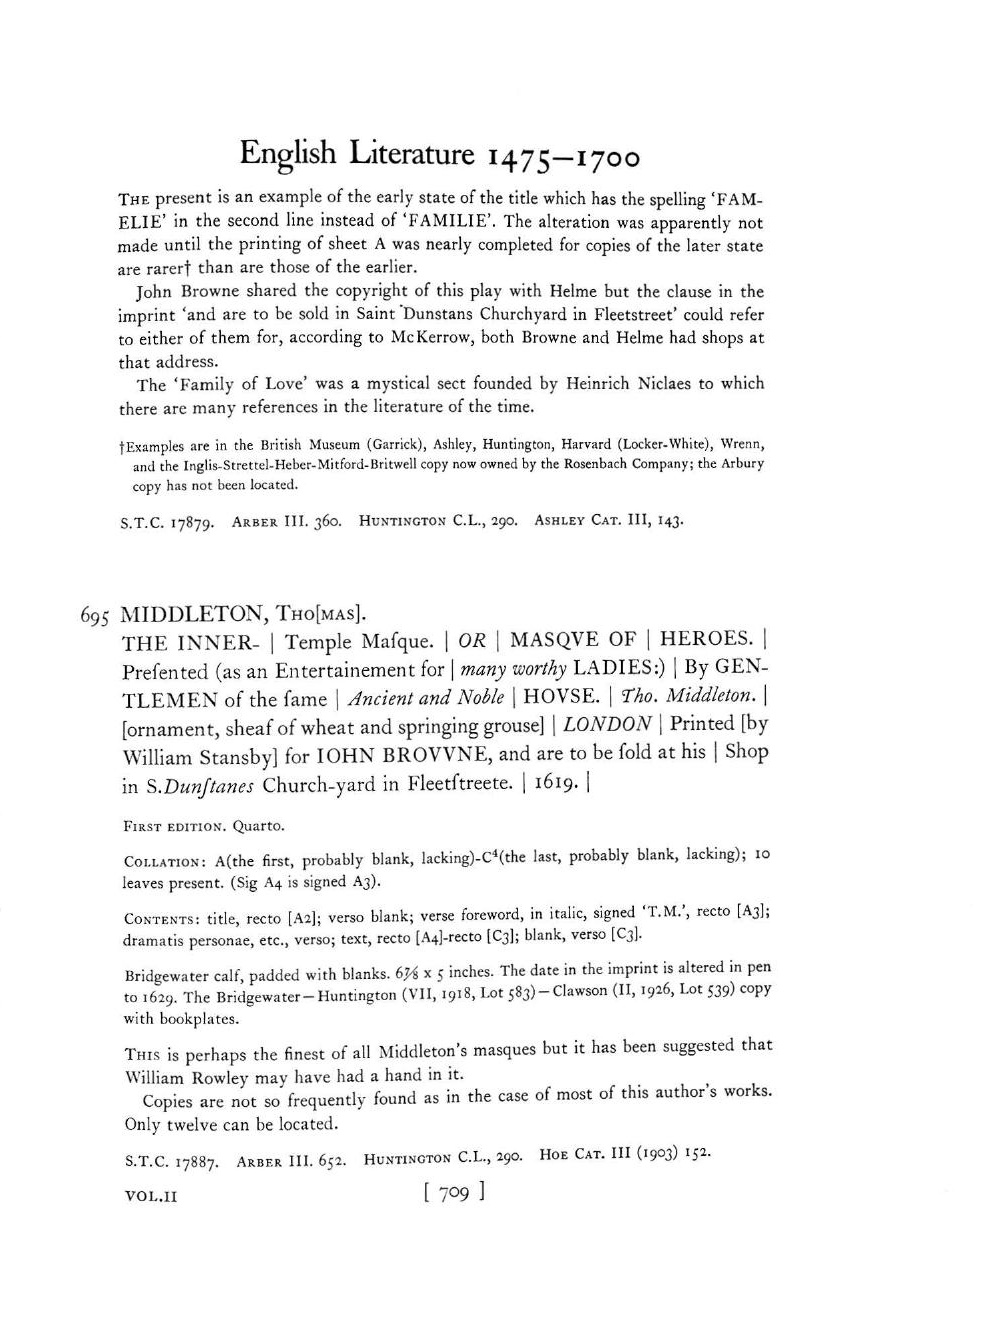 English Literature 1475–1700
THE present is an example of the early state of the title which has the spelling ‘FAM-
ELIE’ in the second line instead of ‘FAMILIE’. The alteration was apparently not
made until the printing of sheet A was nearly completed for copies of the later state
are rarer† than are those of the earlier.
John Browne shared the copyright of this play with Helme but the clause in the
imprint ‘and are to be sold in Saint Dunstans Churchyard in Fleetstreet’ could refer
to either of them for, according to McKerrow, both Browne and Helme had shops at
that address.
The ‘Family of Love’ was a mystical sect founded by Heinrich Niclaes to which
there are many references in the literature of the time.
†Examples are in the British Museum (Garrick), Ashley, Huntington, Harvard (Locker-White), Wrenn,
and the Inglis-Strettel-Heber-Mitford-Britwell copy now owned by the Rosenbach Company; the Arbury
copy has not been located.
S.T.C. 17879. ARBER III. 360. HUNTINGTON C.L., 290. ASHLEY CAT. III, 143.
695 MIDDLETON, THO[MAS].
THE INNER- | Temple Maſque. | OR | MASQVE OF | HEROES. |
Preſented (as an Entertainement for | many worthy LADIES:) | By GEN-
TLEMEN of the ſame | Ancient and Noble | HOVSE. | Tho. Middleton. |
[ornament, sheaf of wheat and springing grouse] | LONDON | Printed [by
William Stansby] for IOHN BROVVNE, and are to be ſold at his | Shop
in S.Dunſtanes Church-yard in Fleetſtreete. | 1619. |
FIRST EDITION. Quarto.
COLLATION: A(the first, probably blank, lacking)-C⁴(the last, probably blank, lacking); 10
leaves present. (Sig A4 is signed A3).
CONTENTS: title, recto [A2]; verso blank; verse foreword, in italic, signed ‘T.M.’, recto [A3];
dramatis personae, etc., verso; text, recto [A4]-recto [C3]; blank, verso [C3].
Bridgewater calf, padded with blanks. 6⅞ x 5 inches. The date in the imprint is altered in pen
to 1629. The Bridgewater—Huntington (VII, 1918, Lot 583)—Clawson (II, 1926, Lot 539) copy
with bookplates.
THIS is perhaps the finest of all Middleton’s masques but it has been suggested that
William Rowley may have had a hand in it.
Copies are not so frequently found as in the case of most of this author’s works.
Only twelve can be located.
S.T.C. 17887. ARBER III. 652. HUNTINGTON C.L., 290. HOE CAT. III (1903) 152.
VOL.II [ 709 ]